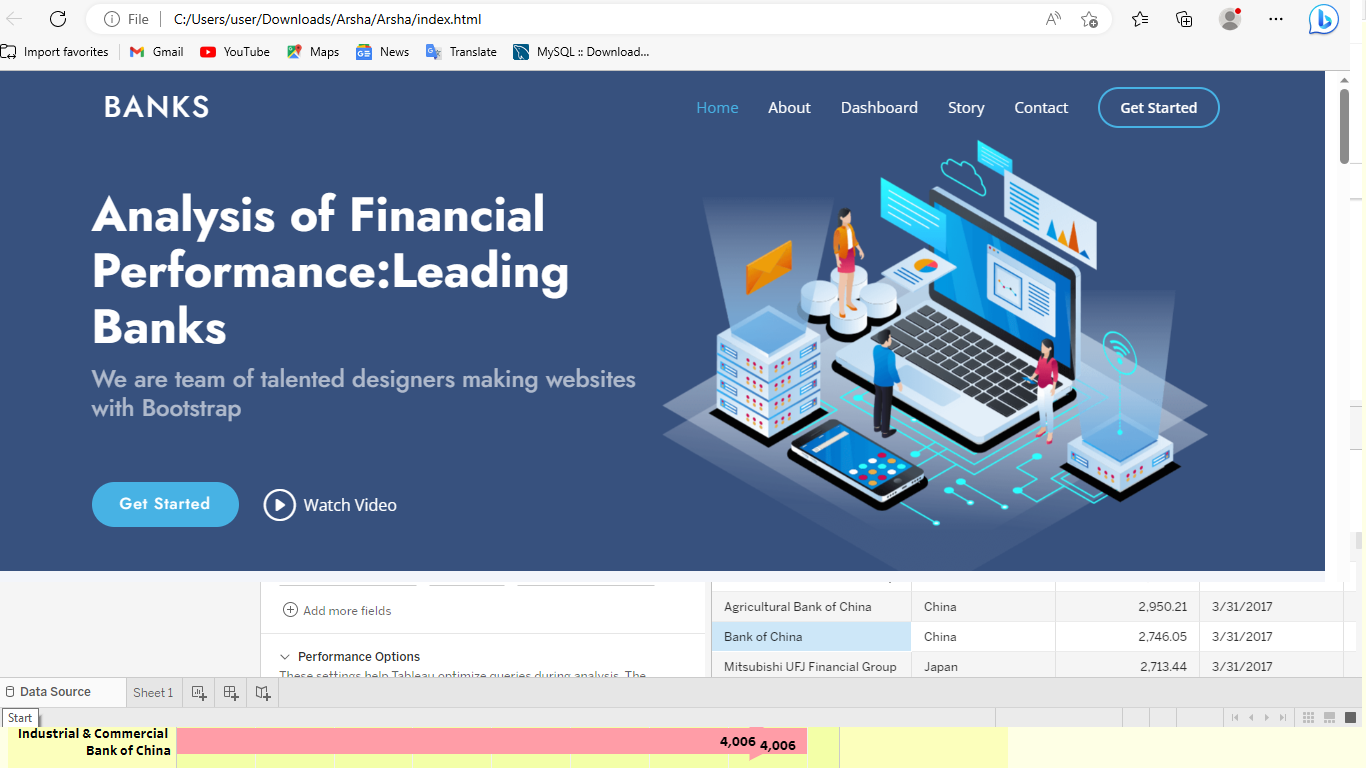 File C:/Users/user/Downloads/Arsha/Arsha/index.html
Import favorites Gmail YouTube Maps News Translate MySQL :: Download...
BANKS Home About Dashboard Story Contact Get Started
Analysis of Financial
Performance:Leading
Banks
We are team of talented designers making websites
with Bootstrap
Get Started Watch Video
Add more fields
Agricultural Bank of China China 2,950.21 3/31/2017
Bank of China China 2,746.05 3/31/2017
Performance Options
Mitsubishi UFJ Financial Group Japan 2,713.44 3/31/2017
These settings help Tableau optimize queries during analysis. The
Data Source Sheet 1
Start
Industrial & Commercial
Bank of China
4,006 4,006